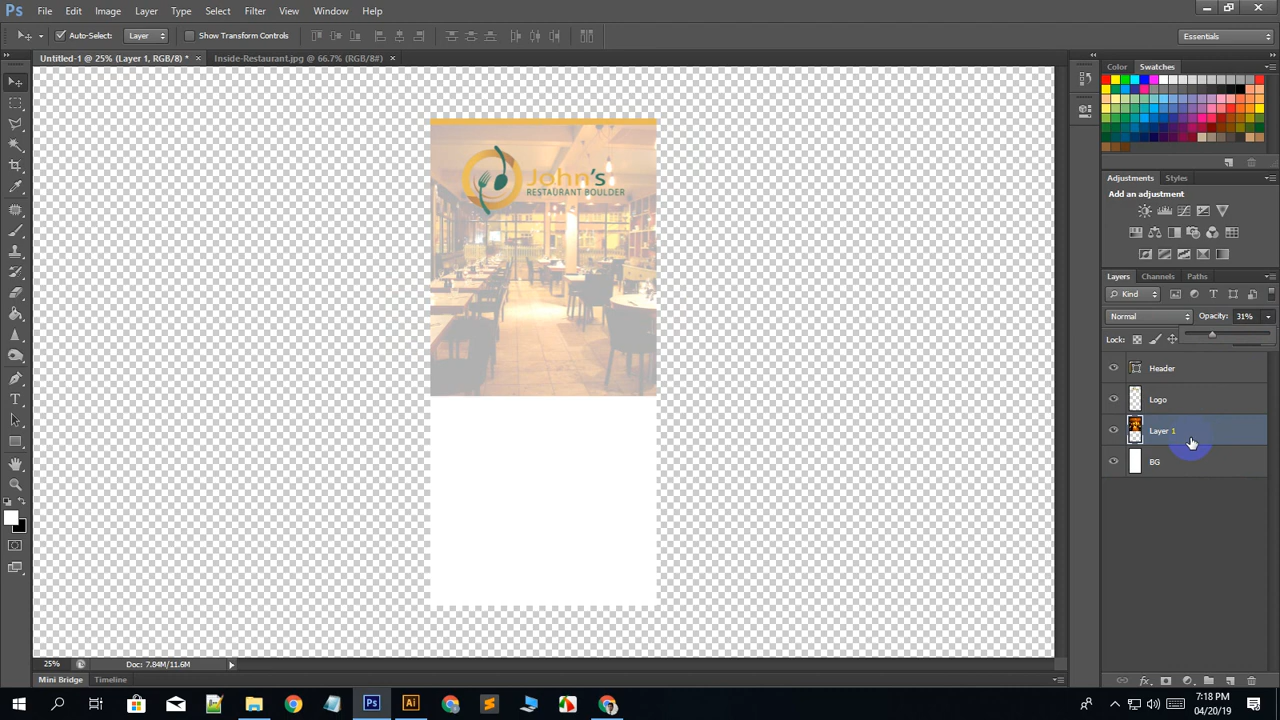 Ps File Edit Image Layer Type Select Filter View Window Help
Auto-Select: Layer Show Transform Controls Essentials
Untitled-1 @ 25% (Layer 1, RGB/8) * × Inside-Restaurant.jpg @ 66.7% (RGB/8#) ×
Color Swatches
John's
RESTAURANT BOULDER
Adjustments Styles
Add an adjustment
Layers Channels Paths
Kind
Normal Opacity: 31%
Lock:
Header
Logo
Layer 1
BG
25% Doc: 7.84M/11.6M
Mini Bridge Timeline
Ps Ai
7:18 PM
04/20/19